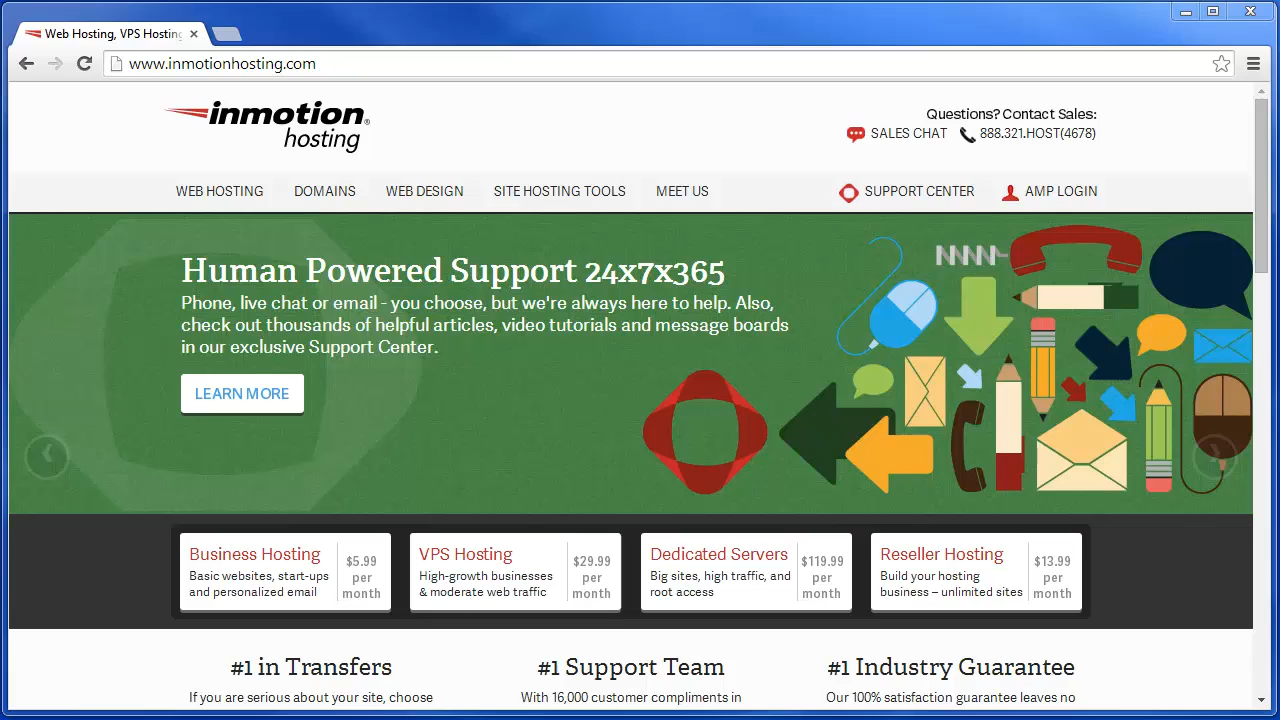 Web Hosting, VPS Hosting
www.inmotionhosting.com
inmotion®
hosting
Questions? Contact Sales:
SALES CHAT 888.321.HOST(4678)
WEB HOSTING DOMAINS WEB DESIGN SITE HOSTING TOOLS MEET US SUPPORT CENTER AMP LOGIN
Human Powered Support 24x7x365
Phone, live chat or email - you choose, but we're always here to help. Also,
check out thousands of helpful articles, video tutorials and message boards
in our exclusive Support Center.
LEARN MORE
Business Hosting
Basic websites, start-ups
and personalized email
$5.99
per
month
VPS Hosting
High-growth businesses
& moderate web traffic
$29.99
per
month
Dedicated Servers
Big sites, high traffic, and
root access
$119.99
per
month
Reseller Hosting
Build your hosting
business – unlimited sites
$13.99
per
month
#1 in Transfers
If you are serious about your site, choose
#1 Support Team
With 16,000 customer compliments in
#1 Industry Guarantee
Our 100% satisfaction guarantee leaves no